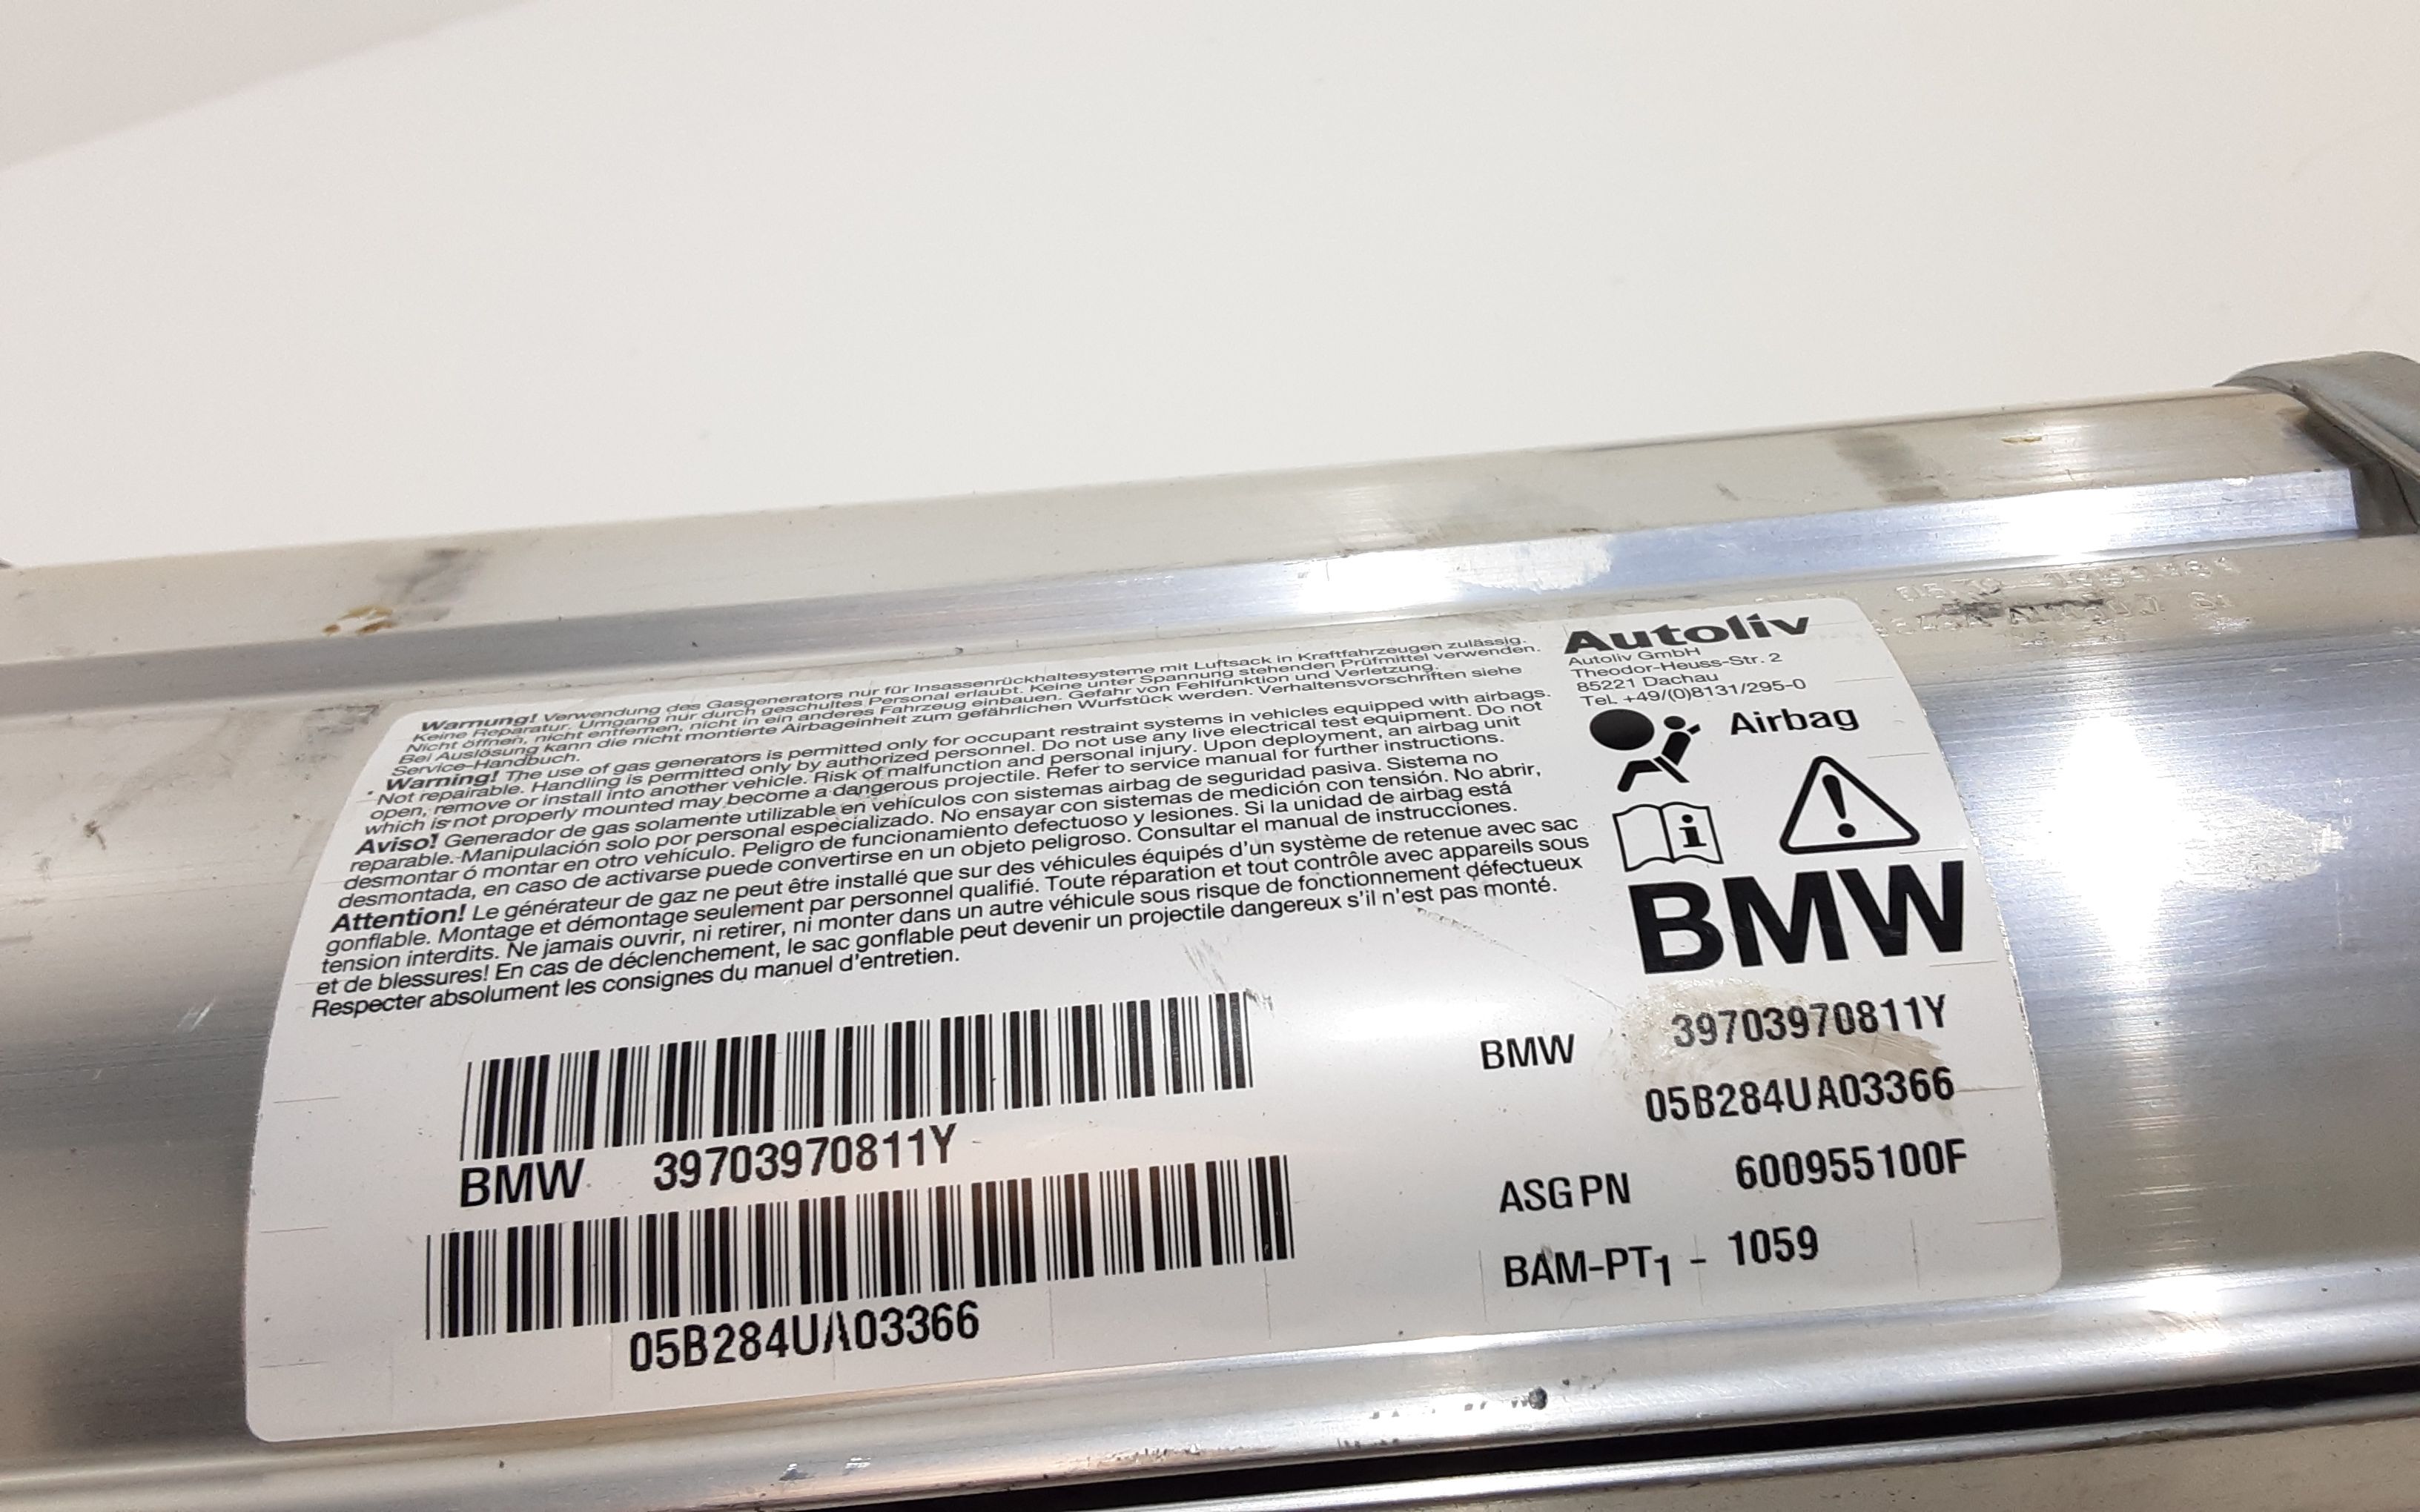 Warnung! Verwendung des Gasgenerators nur für Insassenrückhaltesysteme mit Luftsack in Kraftfahrzeugen zulässig.
Keine Reparatur. Umgang nur durch geschultes Personal erlaubt. Keine unter Spannung stehenden Prüfmittel verwenden.
Nicht öffnen, nicht entfernen, nicht in ein anderes Fahrzeug einbauen. Gefahr von Fehlfunktion und Verletzung.
Bei Auslösung kann die nicht montierte Airbageinheit zum gefährlichen Wurfstück werden. Verhaltensvorschriften siehe
Service-Handbuch.
Warning! The use of gas generators is permitted only for occupant restraint systems in vehicles equipped with airbags.
Not repairable. Handling is permitted only by authorized personnel. Do not use any live electrical test equipment. Do not
open, remove or install into another vehicle. Risk of malfunction and personal injury. Upon deployment, an airbag unit
which is not properly mounted may become a dangerous projectile. Refer to service manual for further instructions.
Aviso! Generador de gas solamente utilizable en vehículos con sistemas airbag de seguridad pasiva. Sistema no
reparable. Manipulación solo por personal especializado. No ensayar con sistemas de medición con tensión. No abrir,
desmontar ó montar en otro vehículo. Peligro de funcionamiento defectuoso y lesiones. Si la unidad de airbag está
desmontada, en caso de activarse puede convertirse en un objeto peligroso. Consultar el manual de instrucciones.
Attention! Le générateur de gaz ne peut être installé que sur des véhicules équipés d'un système de retenue avec sac
gonflable. Montage et démontage seulement par personnel qualifié. Toute réparation et tout contrôle avec appareils sous
tension interdits. Ne jamais ouvrir, ni retirer, ni monter dans un autre véhicule sous risque de fonctionnement défectueux
et de blessures! En cas de déclenchement, le sac gonflable peut devenir un projectile dangereux s'il n'est pas monté.
Respecter absolument les consignes du manuel d'entretien.
BMW 39703970811Y
05B284UA03366
Autoliv
Autoliv GmbH
Theodor-Heuss-Str. 2
85221 Dachau
Tel. +49/(0)8131/295-0
Airbag
i
BMW
BMW 39703970811Y
05B284UA03366
ASG PN 600955100F
BAM-PT1 - 1059